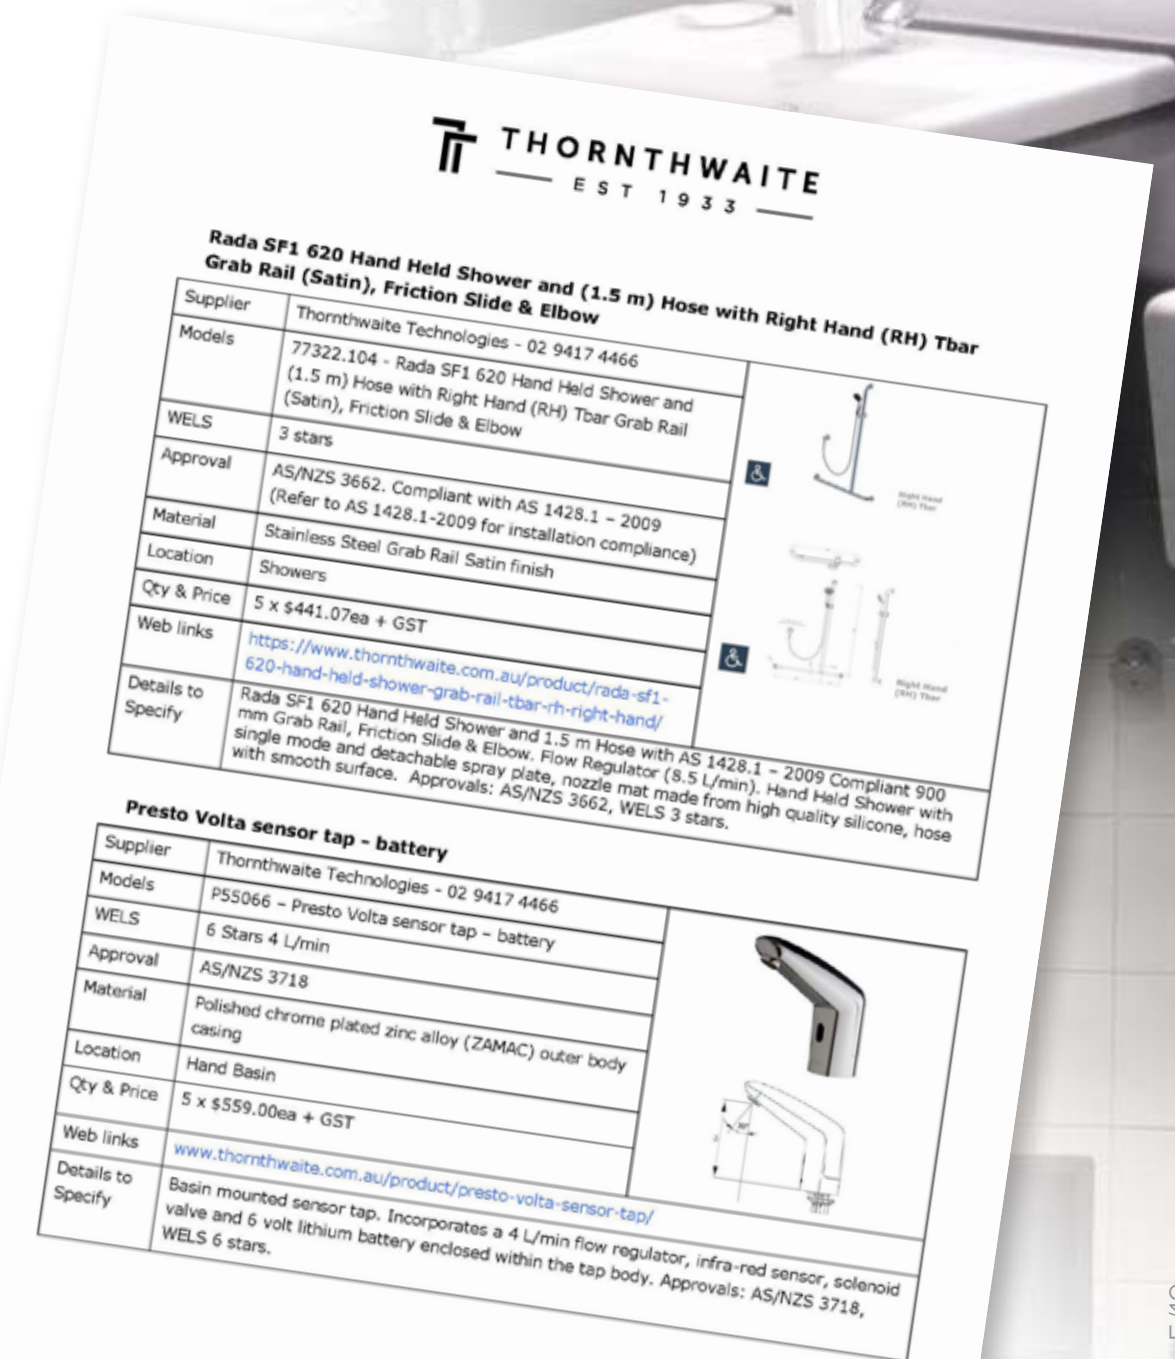 THORNTHWAITE
EST 1933
Rada SF1 620 Hand Held Shower and (1.5 m) Hose with Right Hand (RH) Tbar
Grab Rail (Satin), Friction Slide & Elbow
Supplier
Thornthwaite Technologies - 02 9417 4466
Models
77322.104 - Rada SF1 620 Hand Held Shower and
(1.5 m) Hose with Right Hand (RH) Tbar Grab Rail
(Satin), Friction Slide & Elbow
WELS
3 stars
Approval
AS/NZS 3662. Compliant with AS 1428.1 – 2009
(Refer to AS 1428.1-2009 for installation compliance)
Material
Stainless Steel Grab Rail Satin finish
Location
Showers
Qty & Price
5 x $441.07ea + GST
Web links
https://www.thornthwaite.com.au/product/rada-sf1-
620-hand-held-shower-grab-rail-tbar-rh-right-hand/
Right Hand
(RH) Tbar
Right Hand
(RH) Tbar
Details to
Specify
Rada SF1 620 Hand Held Shower and 1.5 m Hose with AS 1428.1 – 2009 Compliant 900
mm Grab Rail, Friction Slide & Elbow. Flow Regulator (8.5 L/min). Hand Held Shower with
single mode and detachable spray plate, nozzle mat made from high quality silicone, hose
with smooth surface. Approvals: AS/NZS 3662, WELS 3 stars.
Presto Volta sensor tap – battery
Supplier
Thornthwaite Technologies - 02 9417 4466
Models
P55066 – Presto Volta sensor tap – battery
WELS
6 Stars 4 L/min
Approval
AS/NZS 3718
Material
Polished chrome plated zinc alloy (ZAMAC) outer body
casing
Location
Hand Basin
Qty & Price
5 x $559.00ea + GST
Web links
www.thornthwaite.com.au/product/presto-volta-sensor-tap/
Details to
Specify
Basin mounted sensor tap. Incorporates a 4 L/min flow regulator, infra-red sensor, solenoid
valve and 6 volt lithium battery enclosed within the tap body. Approvals: AS/NZS 3718,
WELS 6 stars.